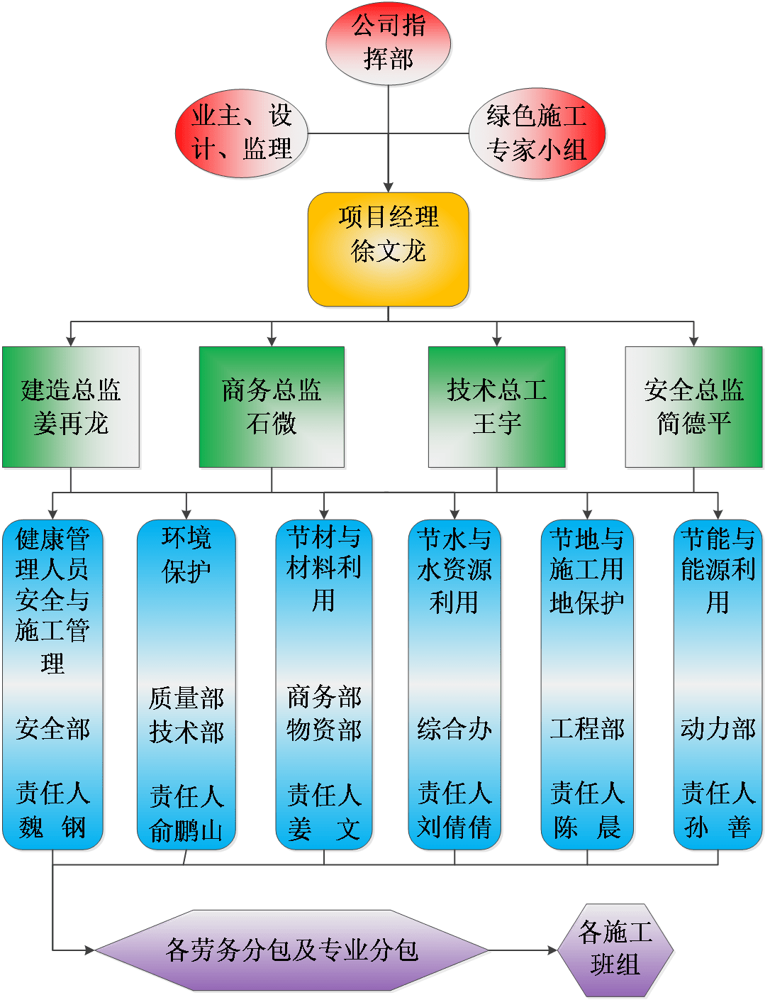 公司指
挥部
业主、设
计、监理
绿色施工
专家小组
项目经理
徐文龙
建造总监
姜再龙
商务总监
石微
技术总工
王宇
安全总监
简德平
健康管
理人员
安全与
施工管
理
安全部
责任人
魏 钢
环境
保护
质量部
技术部
责任人
俞鹏山
节材与
材料利
用
商务部
物资部
责任人
姜 文
节水与
水资源
利用
综合办
责任人
刘倩倩
节地与
施工用
地保护
工程部
责任人
陈 晨
节能与
能源利
用
动力部
责任人
孙 善
各劳务分包及专业分包
各施工
班组